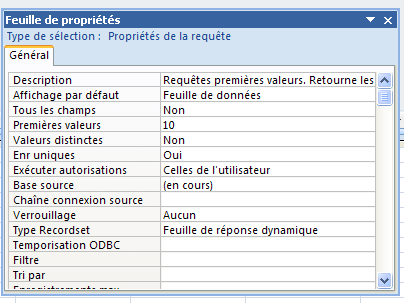 Feuille de propriétés
Type de sélection : Propriétés de la requête
Général
Description Requêtes premières valeurs. Retourne les
Affichage par défaut Feuille de données
Tous les champs Non
Premières valeurs 10
Valeurs distinctes Non
Enr uniques Oui
Exécuter autorisations Celles de l'utilisateur
Base source (en cours)
Chaîne connexion source
Verrouillage Aucun
Type Recordset Feuille de réponse dynamique
Temporisation ODBC
Filtre
Tri par
Enregistrements max